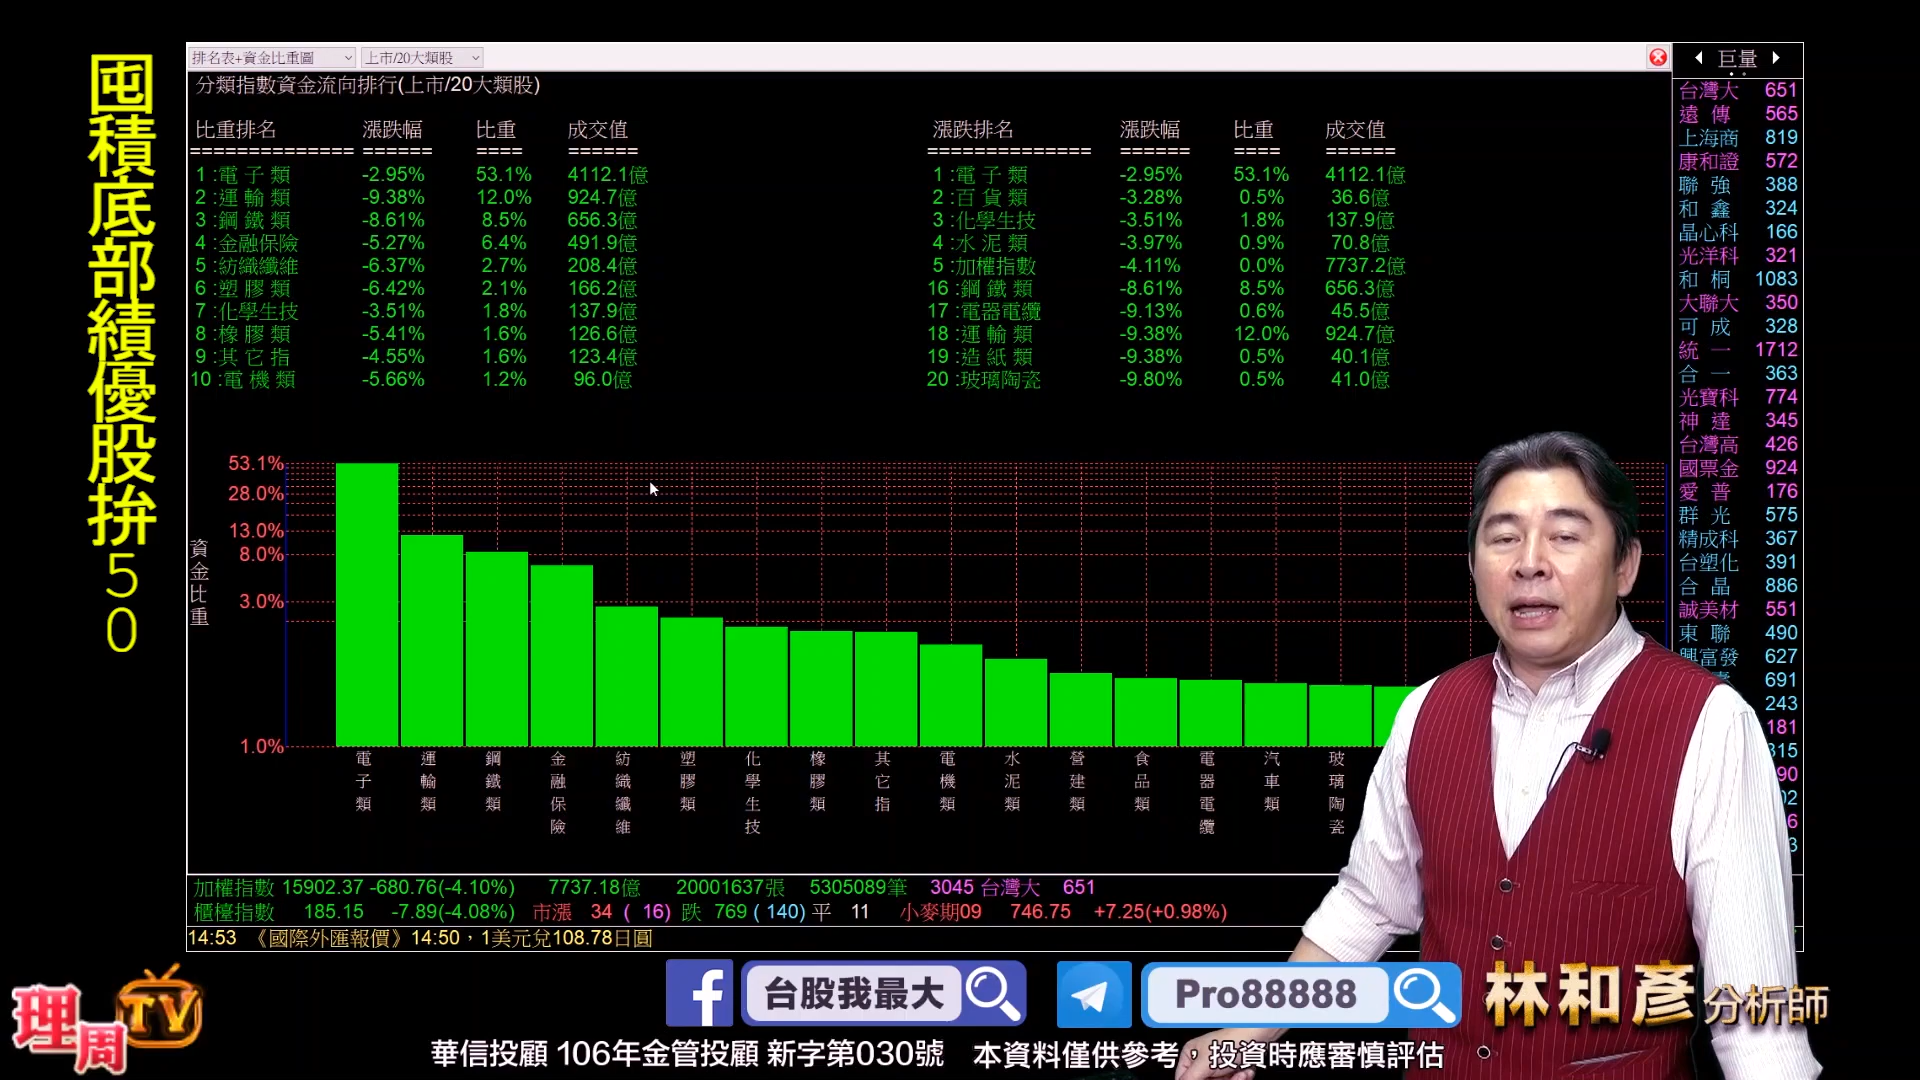 囤積底部績優股拚50
排名表+資金比重圖 上市/20大類股
分類指數資金流向排行(上市/20大類股)
比重排名 漲跌幅 比重 成交值
============= ====== ==== ======
1 :電 子 類 -2.95% 53.1% 4112.1億
2 :運 輸 類 -9.38% 12.0% 924.7億
3 :鋼 鐵 類 -8.61% 8.5% 656.3億
4 :金融保險 -5.27% 6.4% 491.9億
5 :紡織纖維 -6.37% 2.7% 208.4億
6 :塑 膠 類 -6.42% 2.1% 166.2億
7 :化學生技 -3.51% 1.8% 137.9億
8 :橡 膠 類 -5.41% 1.6% 126.6億
9 :其 它 指 -4.55% 1.6% 123.4億
10 :電 機 類 -5.66% 1.2% 96.0億
漲跌排名 漲跌幅 比重 成交值
============= ====== ==== ======
1 :電 子 類 -2.95% 53.1% 4112.1億
2 :百 貨 類 -3.28% 0.5% 36.6億
3 :化學生技 -3.51% 1.8% 137.9億
4 :水 泥 類 -3.97% 0.9% 70.8億
5 :加權指數 -4.11% 0.0% 7737.2億
16 :鋼 鐵 類 -8.61% 8.5% 656.3億
17 :電器電纜 -9.13% 0.6% 45.5億
18 :運 輸 類 -9.38% 12.0% 924.7億
19 :造 紙 類 -9.38% 0.5% 40.1億
20 :玻璃陶瓷 -9.80% 0.5% 41.0億
資金比重
53.1%
28.0%
13.0%
8.0%
3.0%
1.0%
電子類
運輸類
鋼鐵類
金融保險
紡織纖維
塑膠類
化學生技
橡膠類
其它指
電機類
水泥類
營建類
食品類
電器電纜
汽車類
玻璃陶瓷
巨量
台灣大 651
遠 傳 565
上海商 819
康和證 572
聯 強 388
和 鑫 324
晶心科 166
光洋科 321
和 桐 1083
大聯大 350
可 成 328
統 一 1712
合 一 363
光寶科 774
神 達 345
台灣高 426
國票金 924
愛 普 176
群 光 575
精成科 367
台塑化 391
合 晶 886
誠美材 551
東 聯 490
興富發 627
691
243
181
315
90
加權指數 15902.37 -680.76(-4.10%) 7737.18億 20001637張 5305089筆 3045 台灣大 651
櫃檯指數 185.15 -7.89(-4.08%) 市漲 34 ( 16) 跌 769 ( 140) 平 11 小麥期09 746.75 +7.25(+0.98%)
14:53 《國際外匯報價》14:50，1美元兌108.78日圓
理周TV
f 台股我最大 Pro88888
林和彥分析師
華信投顧 106年金管投顧 新字第030號 本資料僅供參考，投資時應審慎評估